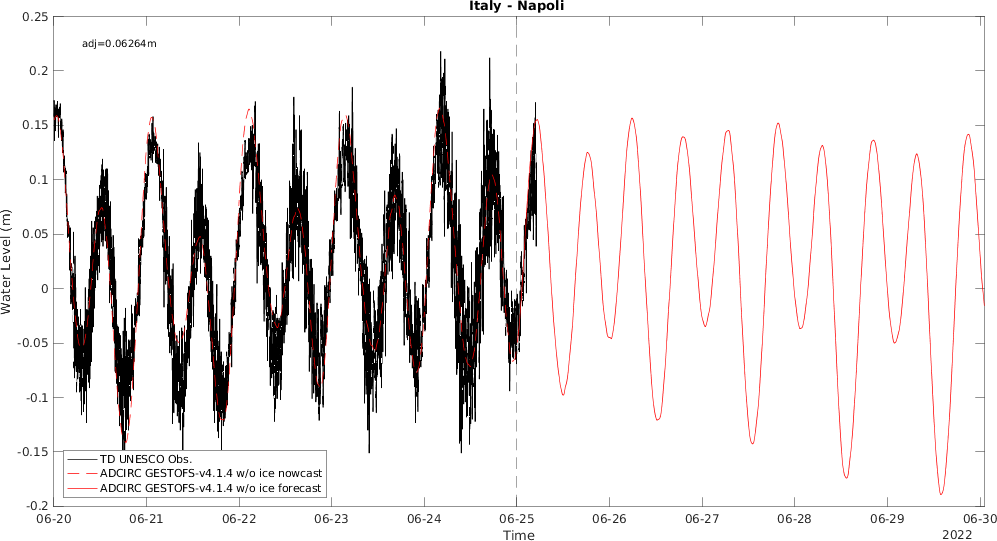 Italy - Napoli
adj=0.06264m
Water Level (m)
0.25
0.2
0.15
0.1
0.05
0
-0.05
-0.1
-0.15
-0.2
TD UNESCO Obs.
ADCIRC GESTOFS-v4.1.4 w/o ice nowcast
ADCIRC GESTOFS-v4.1.4 w/o ice forecast
06-20 06-21 06-22 06-23 06-24 06-25 06-26 06-27 06-28 06-29 06-30
Time
2022